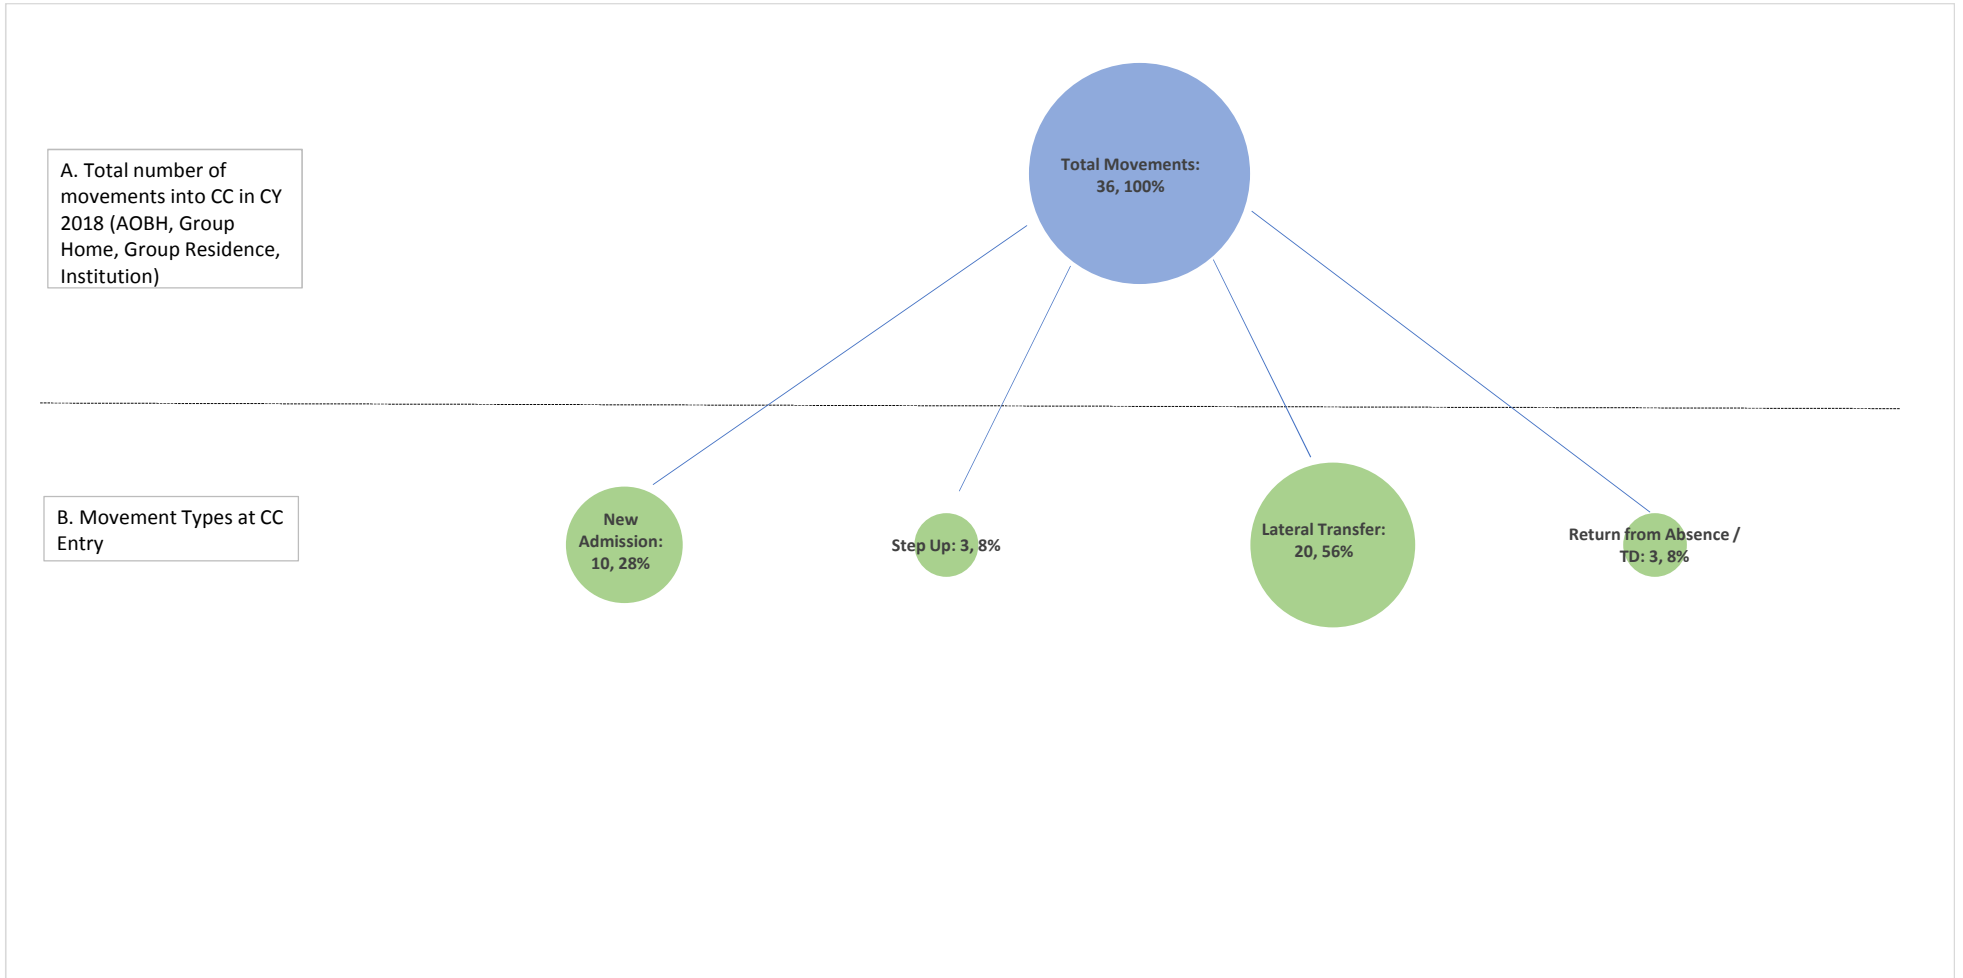 Total Movements:
36, 100%
A. Total number of
movements into CC in CY
2018 (AOBH, Group
Home, Group Residence,
Institution)
B. Movement Types at CC
Entry
New
Admission:
10, 28%
Step Up: 3, 8%
Lateral Transfer:
20, 56%
Return from Absence /
TD: 3, 8%